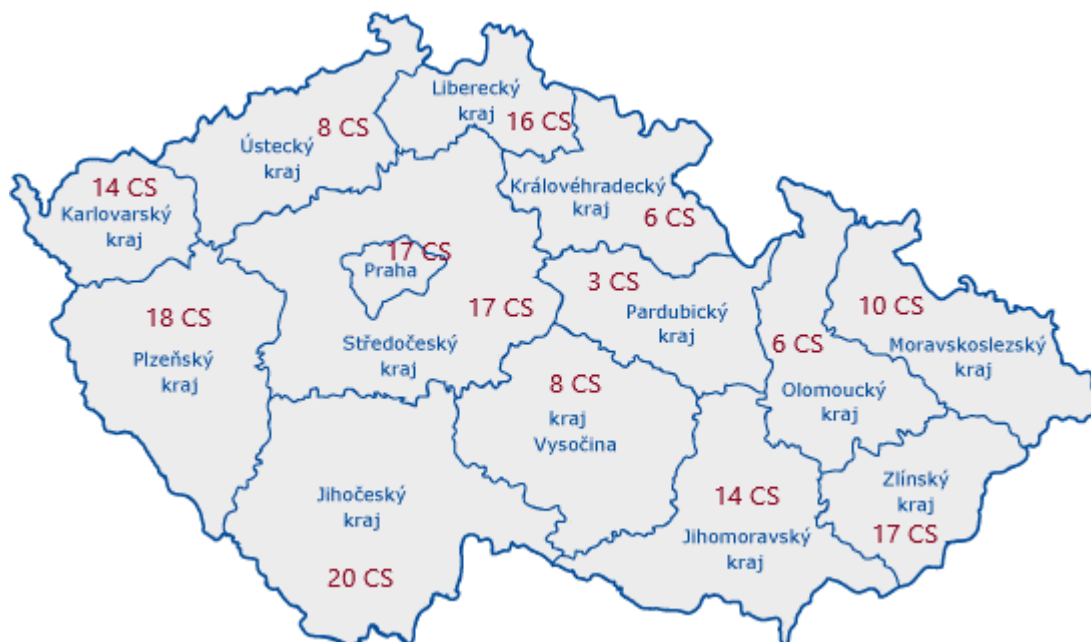 Liberecký
kraj
16 CS
8 CS
Ústecký
kraj
14 CS
Karlovarský
kraj
Královéhradecký
kraj
6 CS
17 CS
Praha
3 CS
Pardubický
kraj
18 CS
Plzeňský
kraj
17 CS
Středočeský
kraj
10 CS
Moravskoslezský
kraj
6 CS
Olomoucký
kraj
8 CS
kraj
Vysočina
Jihočeský
kraj
20 CS
14 CS
Jihomoravský
kraj
Zlínský
kraj
17 CS